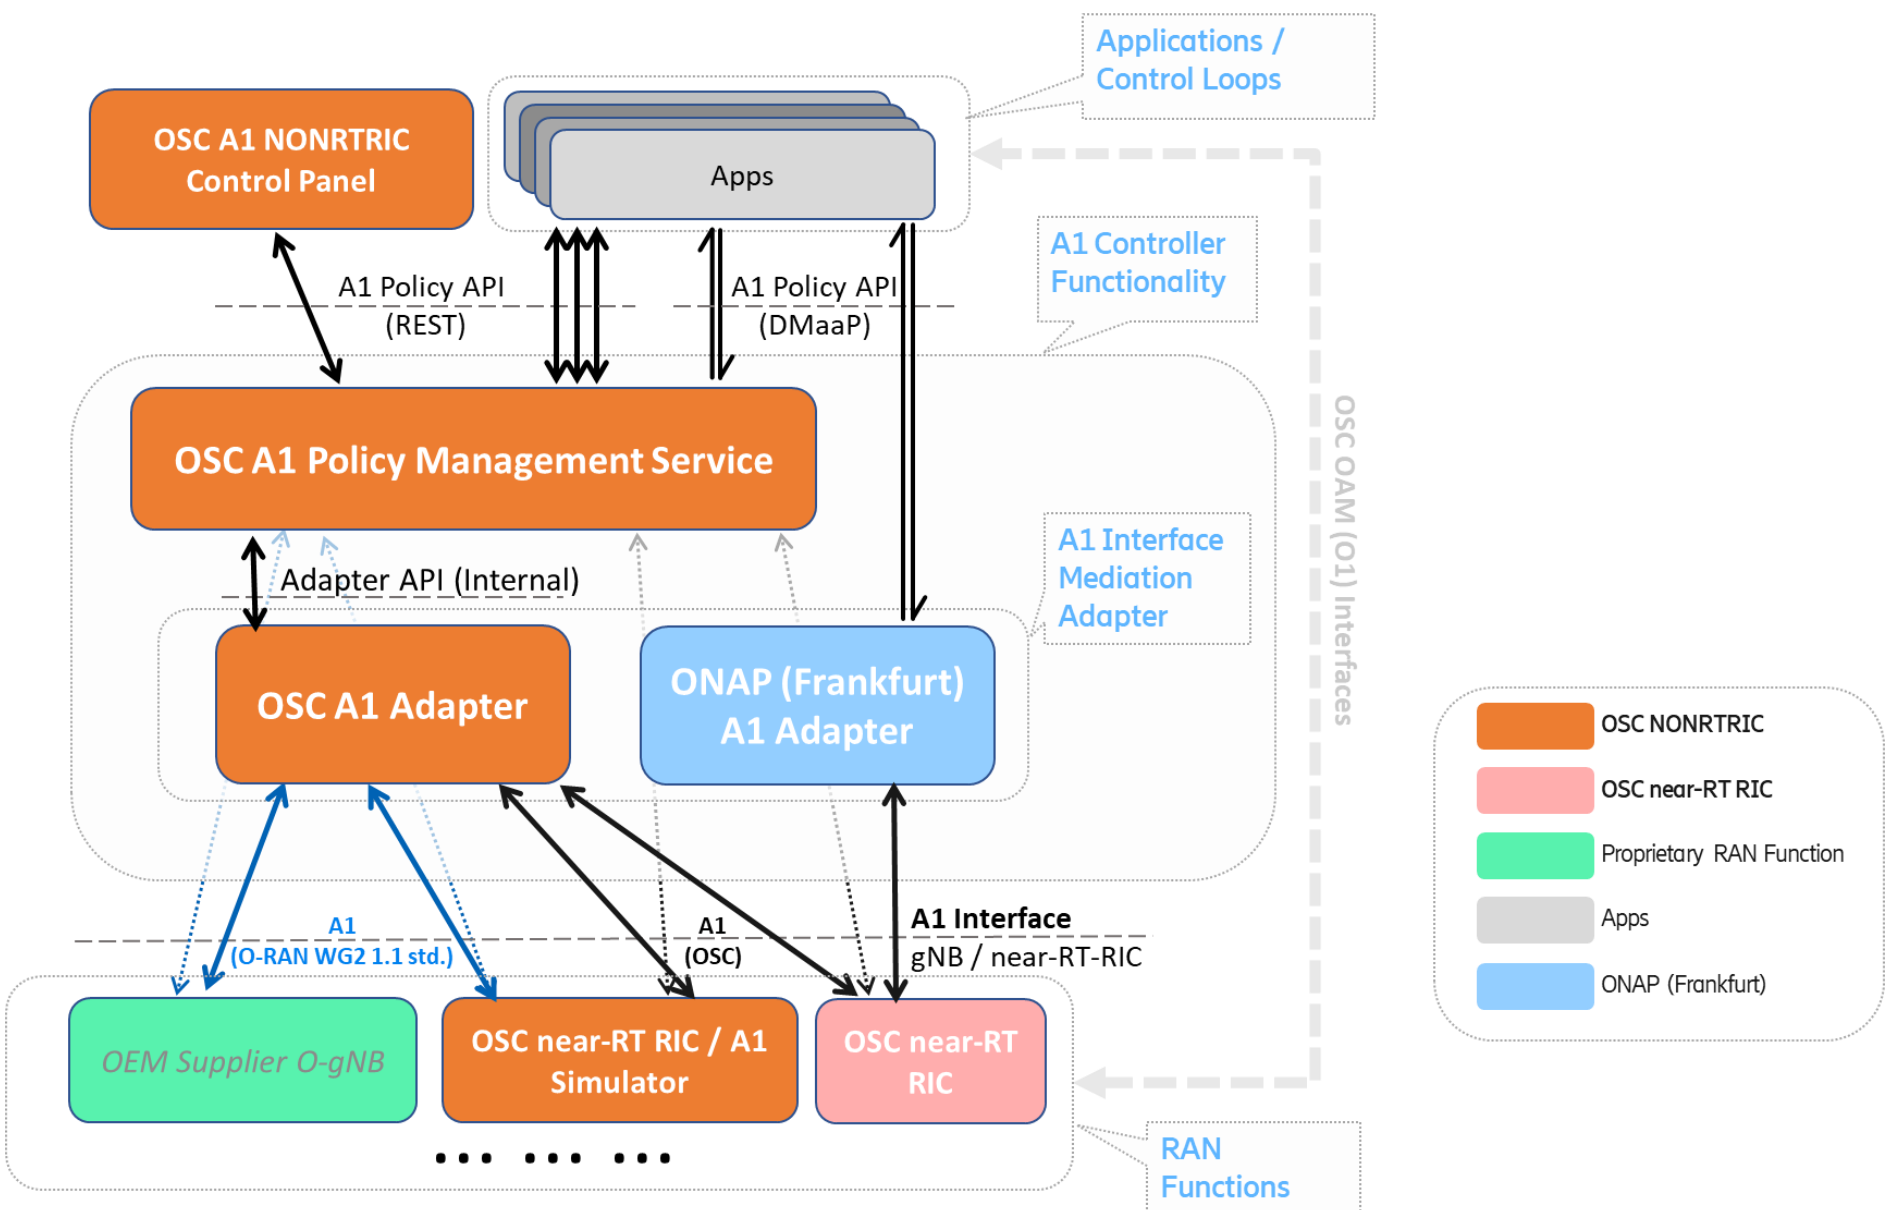 Applications /
Control Loops
OSC A1 NONRTRIC
Control Panel
Apps
A1 Controller
Functionality
A1 Policy API
(REST)
A1 Policy API
(DMaaP)
OSC A1 Policy Management Service
OSC OAM (O1) Interfaces
A1 Interface
Mediation
Adapter
Adapter API (Internal)
OSC A1 Adapter
ONAP (Frankfurt)
A1 Adapter
OSC NONRTRIC
OSC near-RT RIC
Proprietary RAN Function
Apps
ONAP (Frankfurt)
A1
(O-RAN WG2 1.1 std.)
A1
(OSC)
A1 Interface
gNB / near-RT-RIC
OEM Supplier O-gNB
OSC near-RT RIC / A1
Simulator
OSC near-RT
RIC
... ... ...
RAN
Functions